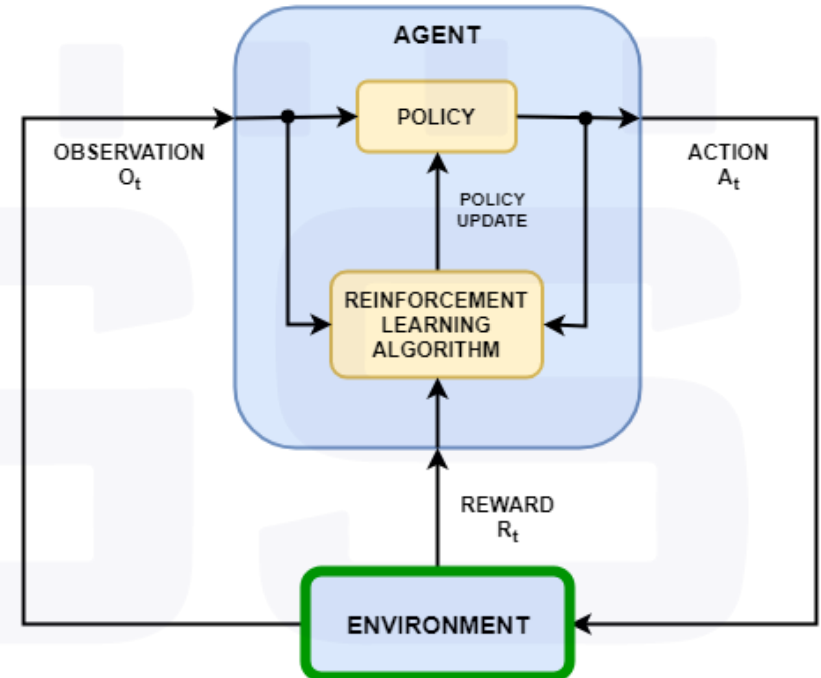 AGENT
POLICY
OBSERVATION
Oₜ
ACTION
Aₜ
POLICY
UPDATE
REINFORCEMENT
LEARNING
ALGORITHM
REWARD
Rₜ
ENVIRONMENT